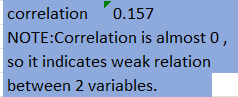 correlation 0.157
NOTE:Correlation is almost 0 ,
so it indicates weak relation
between 2 variables.